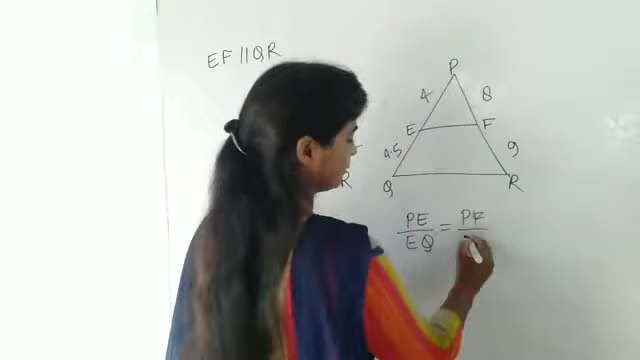 EF || QR
P
4 8
E F
4.5 9
Q R
R
PE = PF
EQ